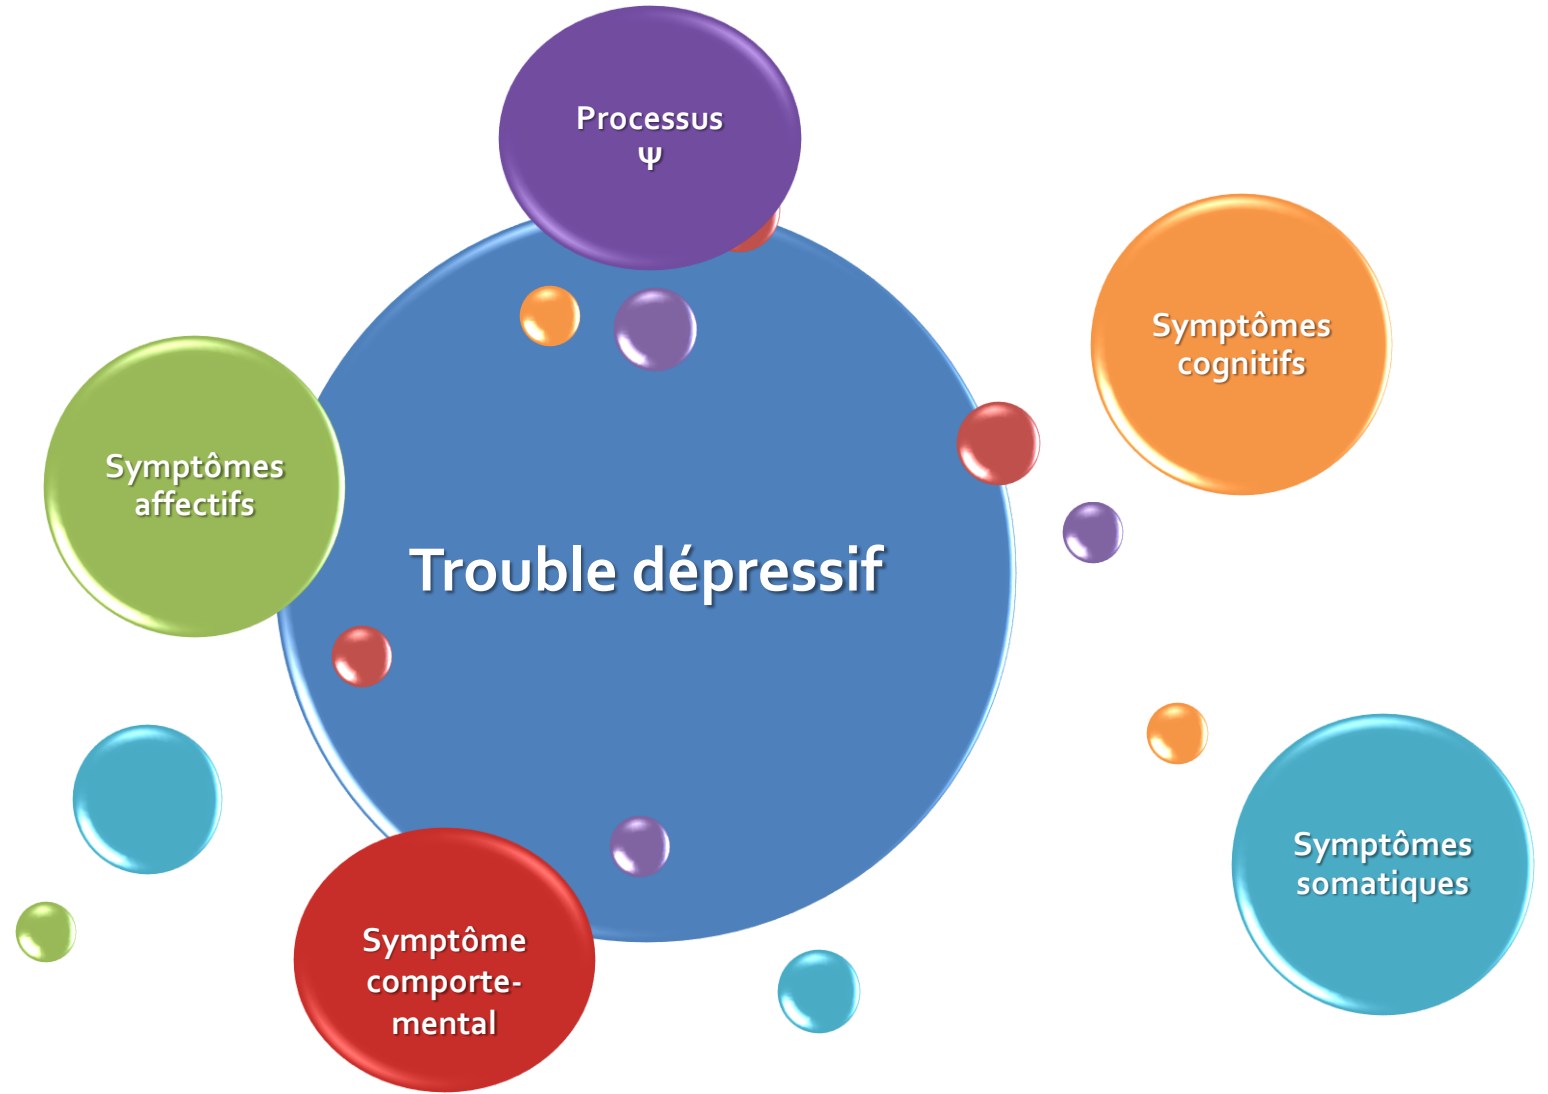 Processus
Ψ
Symptômes
cognitifs
Symptômes
affectifs
Trouble dépressif
Symptômes
somatiques
Symptôme
comporte-
mental